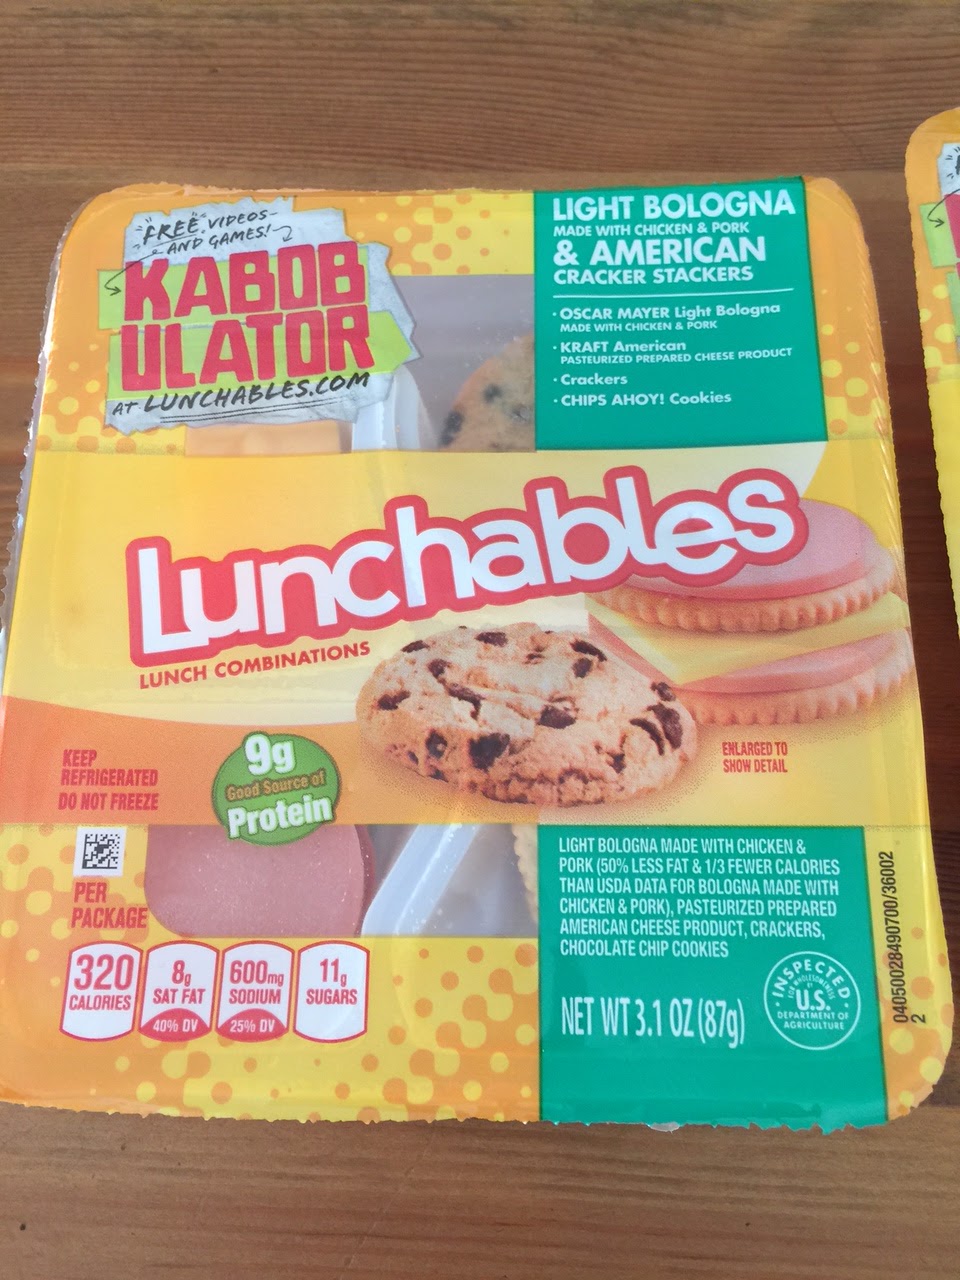 FREE VIDEOS
AND GAMES!
KABOB
ULATOR
AT LUNCHABLES.COM
LIGHT BOLOGNA
MADE WITH CHICKEN & PORK
& AMERICAN
CRACKER STACKERS
· OSCAR MAYER Light Bologna
MADE WITH CHICKEN & PORK
· KRAFT American
PASTEURIZED PREPARED CHEESE PRODUCT
· Crackers
· CHIPS AHOY! Cookies
Lunchables
LUNCH COMBINATIONS
KEEP
REFRIGERATED
DO NOT FREEZE
9g
Good Source of
Protein
ENLARGED TO
SHOW DETAIL
PER
PACKAGE
320
CALORIES
8g
SAT FAT
40% DV
600mg
SODIUM
25% DV
11g
SUGARS
LIGHT BOLOGNA MADE WITH CHICKEN &
PORK (50% LESS FAT & 1/3 FEWER CALORIES
THAN USDA DATA FOR BOLOGNA MADE WITH
CHICKEN & PORK), PASTEURIZED PREPARED
AMERICAN CHEESE PRODUCT, CRACKERS,
CHOCOLATE CHIP COOKIES
NET WT 3.1 OZ (87g)
INSPECTED
FOR WHOLESOMENESS
BY
U.S.
DEPARTMENT OF
AGRICULTURE
04050028490700/36002
2